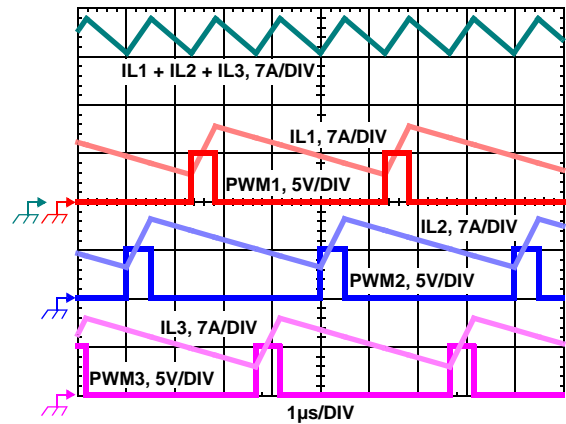 IL1 + IL2 + IL3, 7A/DIV
IL1, 7A/DIV
PWM1, 5V/DIV
IL2, 7A/DIV
PWM2, 5V/DIV
IL3, 7A/DIV
PWM3, 5V/DIV
1µs/DIV